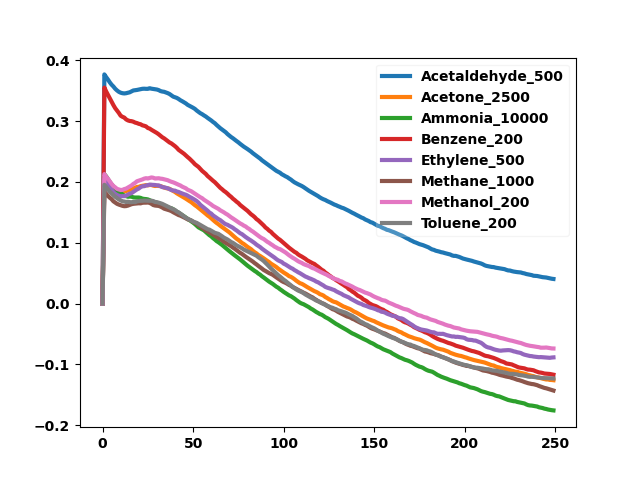 0.4
0.3
0.2
0.1
0.0
−0.1
−0.2
0
50
100
150
200
250
Acetaldehyde_500
Acetone_2500
Ammonia_10000
Benzene_200
Ethylene_500
Methane_1000
Methanol_200
Toluene_200